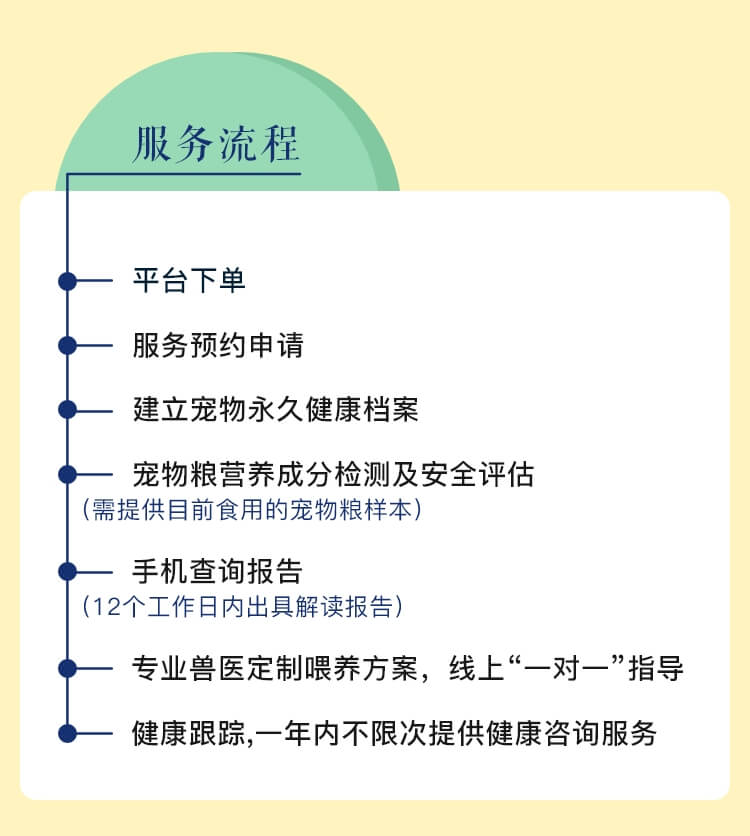 服务流程
平台下单
服务预约申请
建立宠物永久健康档案
宠物粮营养成分检测及安全评估
（需提供目前食用的宠物粮样本）
手机查询报告
（12个工作日内出具解读报告）
专业兽医定制喂养方案，线上“一对一”指导
健康跟踪,一年内不限次提供健康咨询服务